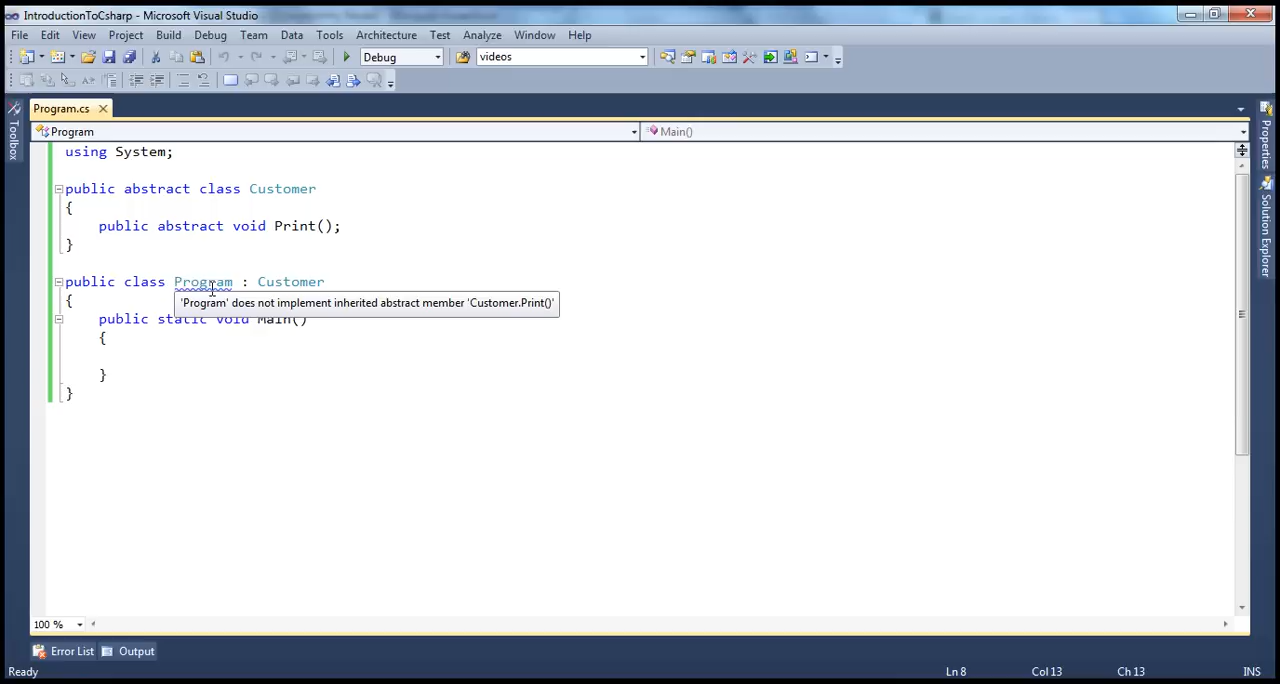 IntroductionToCsharp - Microsoft Visual Studio
File Edit View Project Build Debug Team Data Tools Architecture Test Analyze Window Help
Debug videos
Program.cs
Toolbox
Program Main()
using System;
public abstract class Customer
{
public abstract void Print();
}
public class Program : Customer
{ 'Program' does not implement inherited abstract member 'Customer.Print()'
public static void Main()
{
}
}
Properties
Solution Explorer
100 %
Error List Output
Ready Ln 8 Col 13 Ch 13 INS